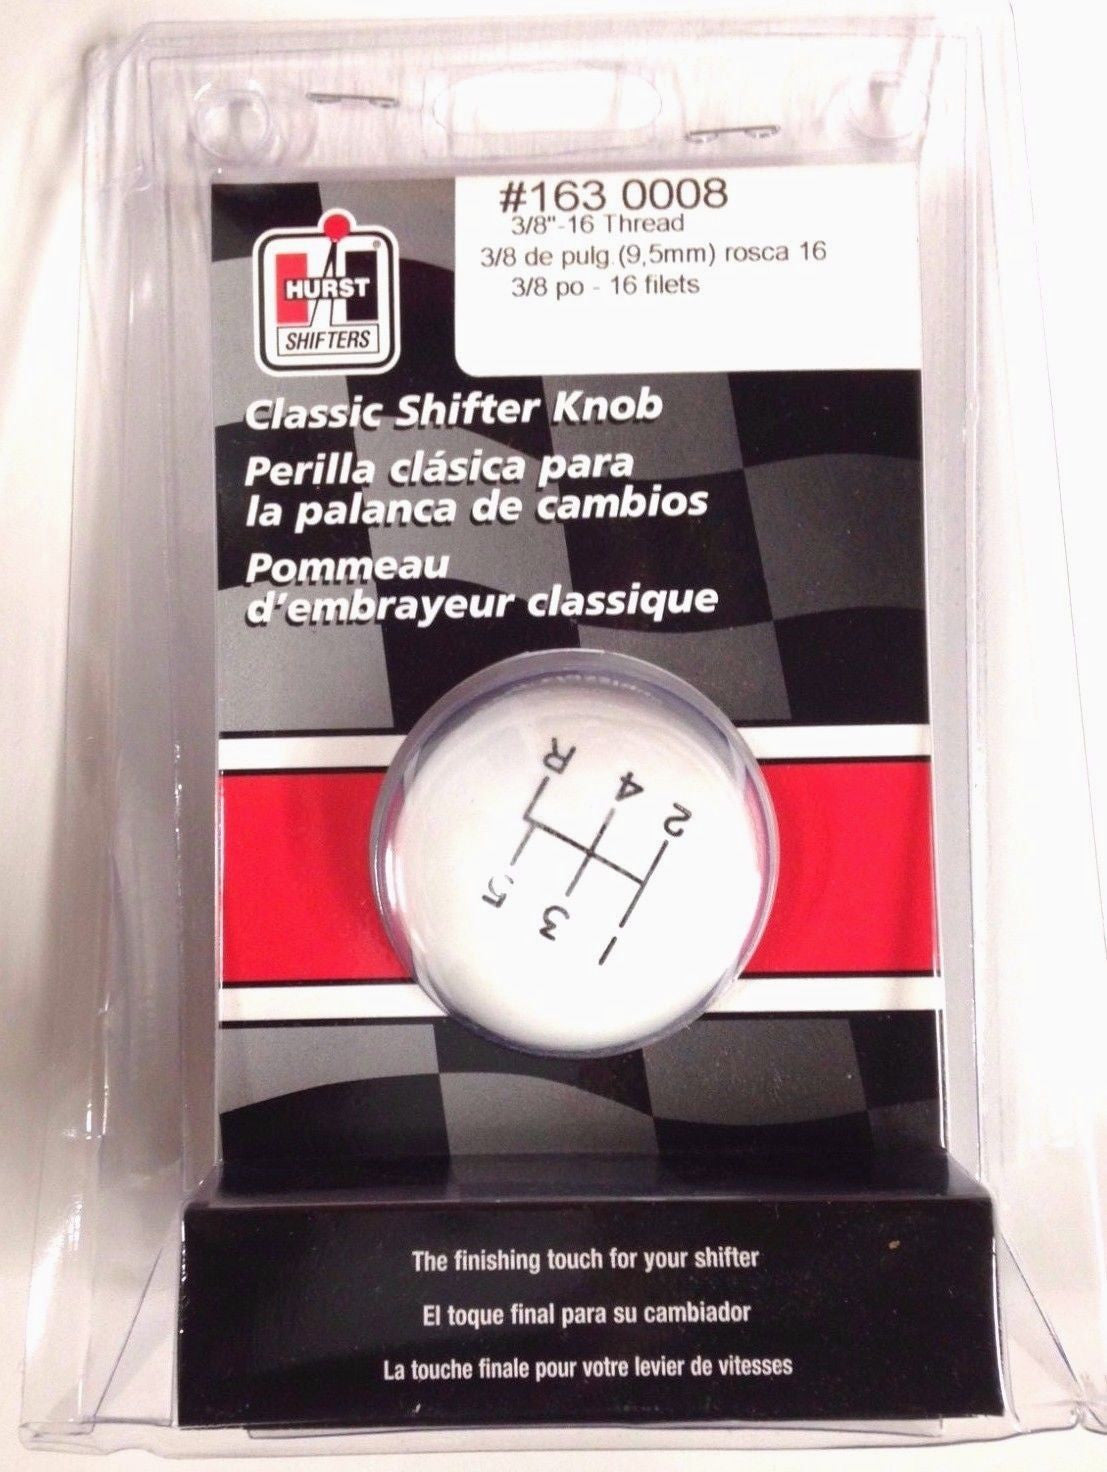 #163 0008
3/8"-16 Thread
3/8 de pulg.(9,5mm) rosca 16
3/8 po - 16 filets
HURST
®
SHIFTERS
Classic Shifter Knob
Perilla clásica para
la palanca de cambios
Pommeau
d'embrayeur classique
R
4
2
5
3
1
The finishing touch for your shifter
El toque final para su cambiador
La touche finale pour votre levier de vitesses